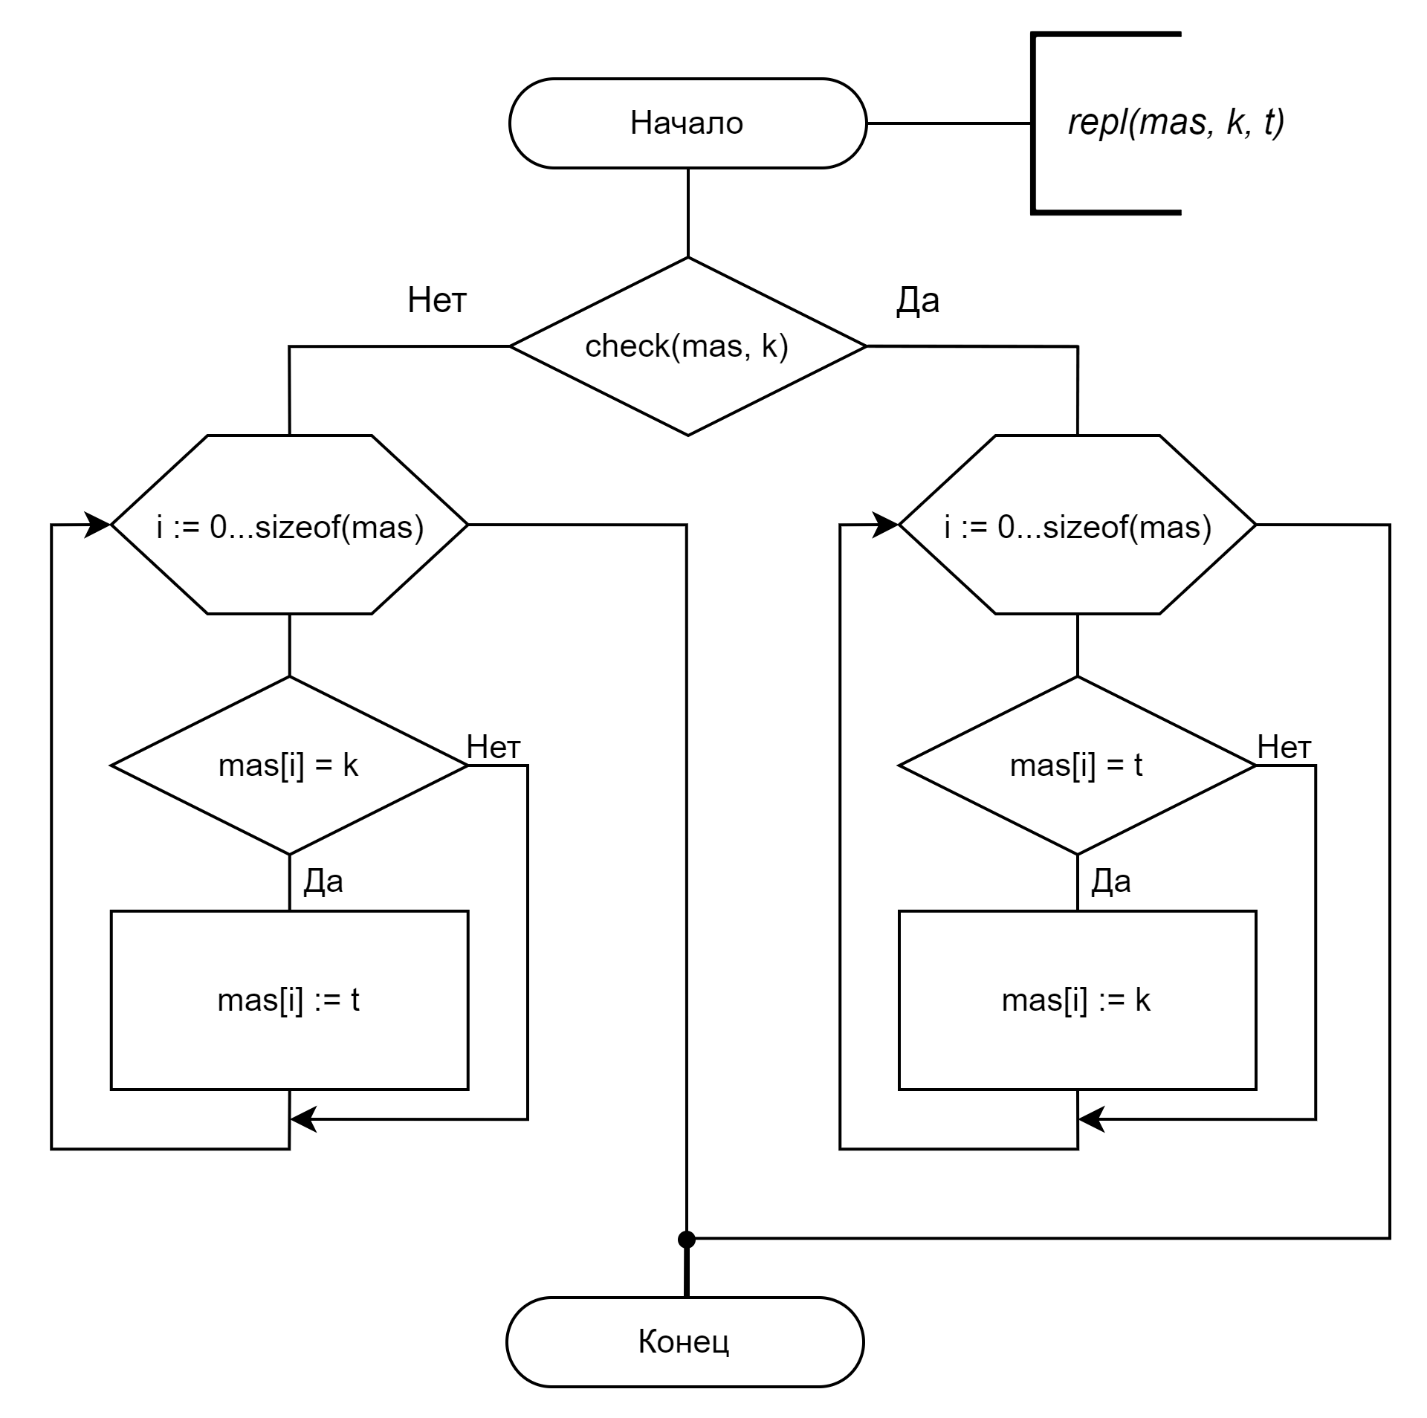 Начало
repl(mas, k, t)
Нет
Да
check(mas, k)
i := 0...sizeof(mas)
i := 0...sizeof(mas)
mas[i] = k
Нет
mas[i] = t
Нет
Да
Да
mas[i] := t
mas[i] := k
Конец